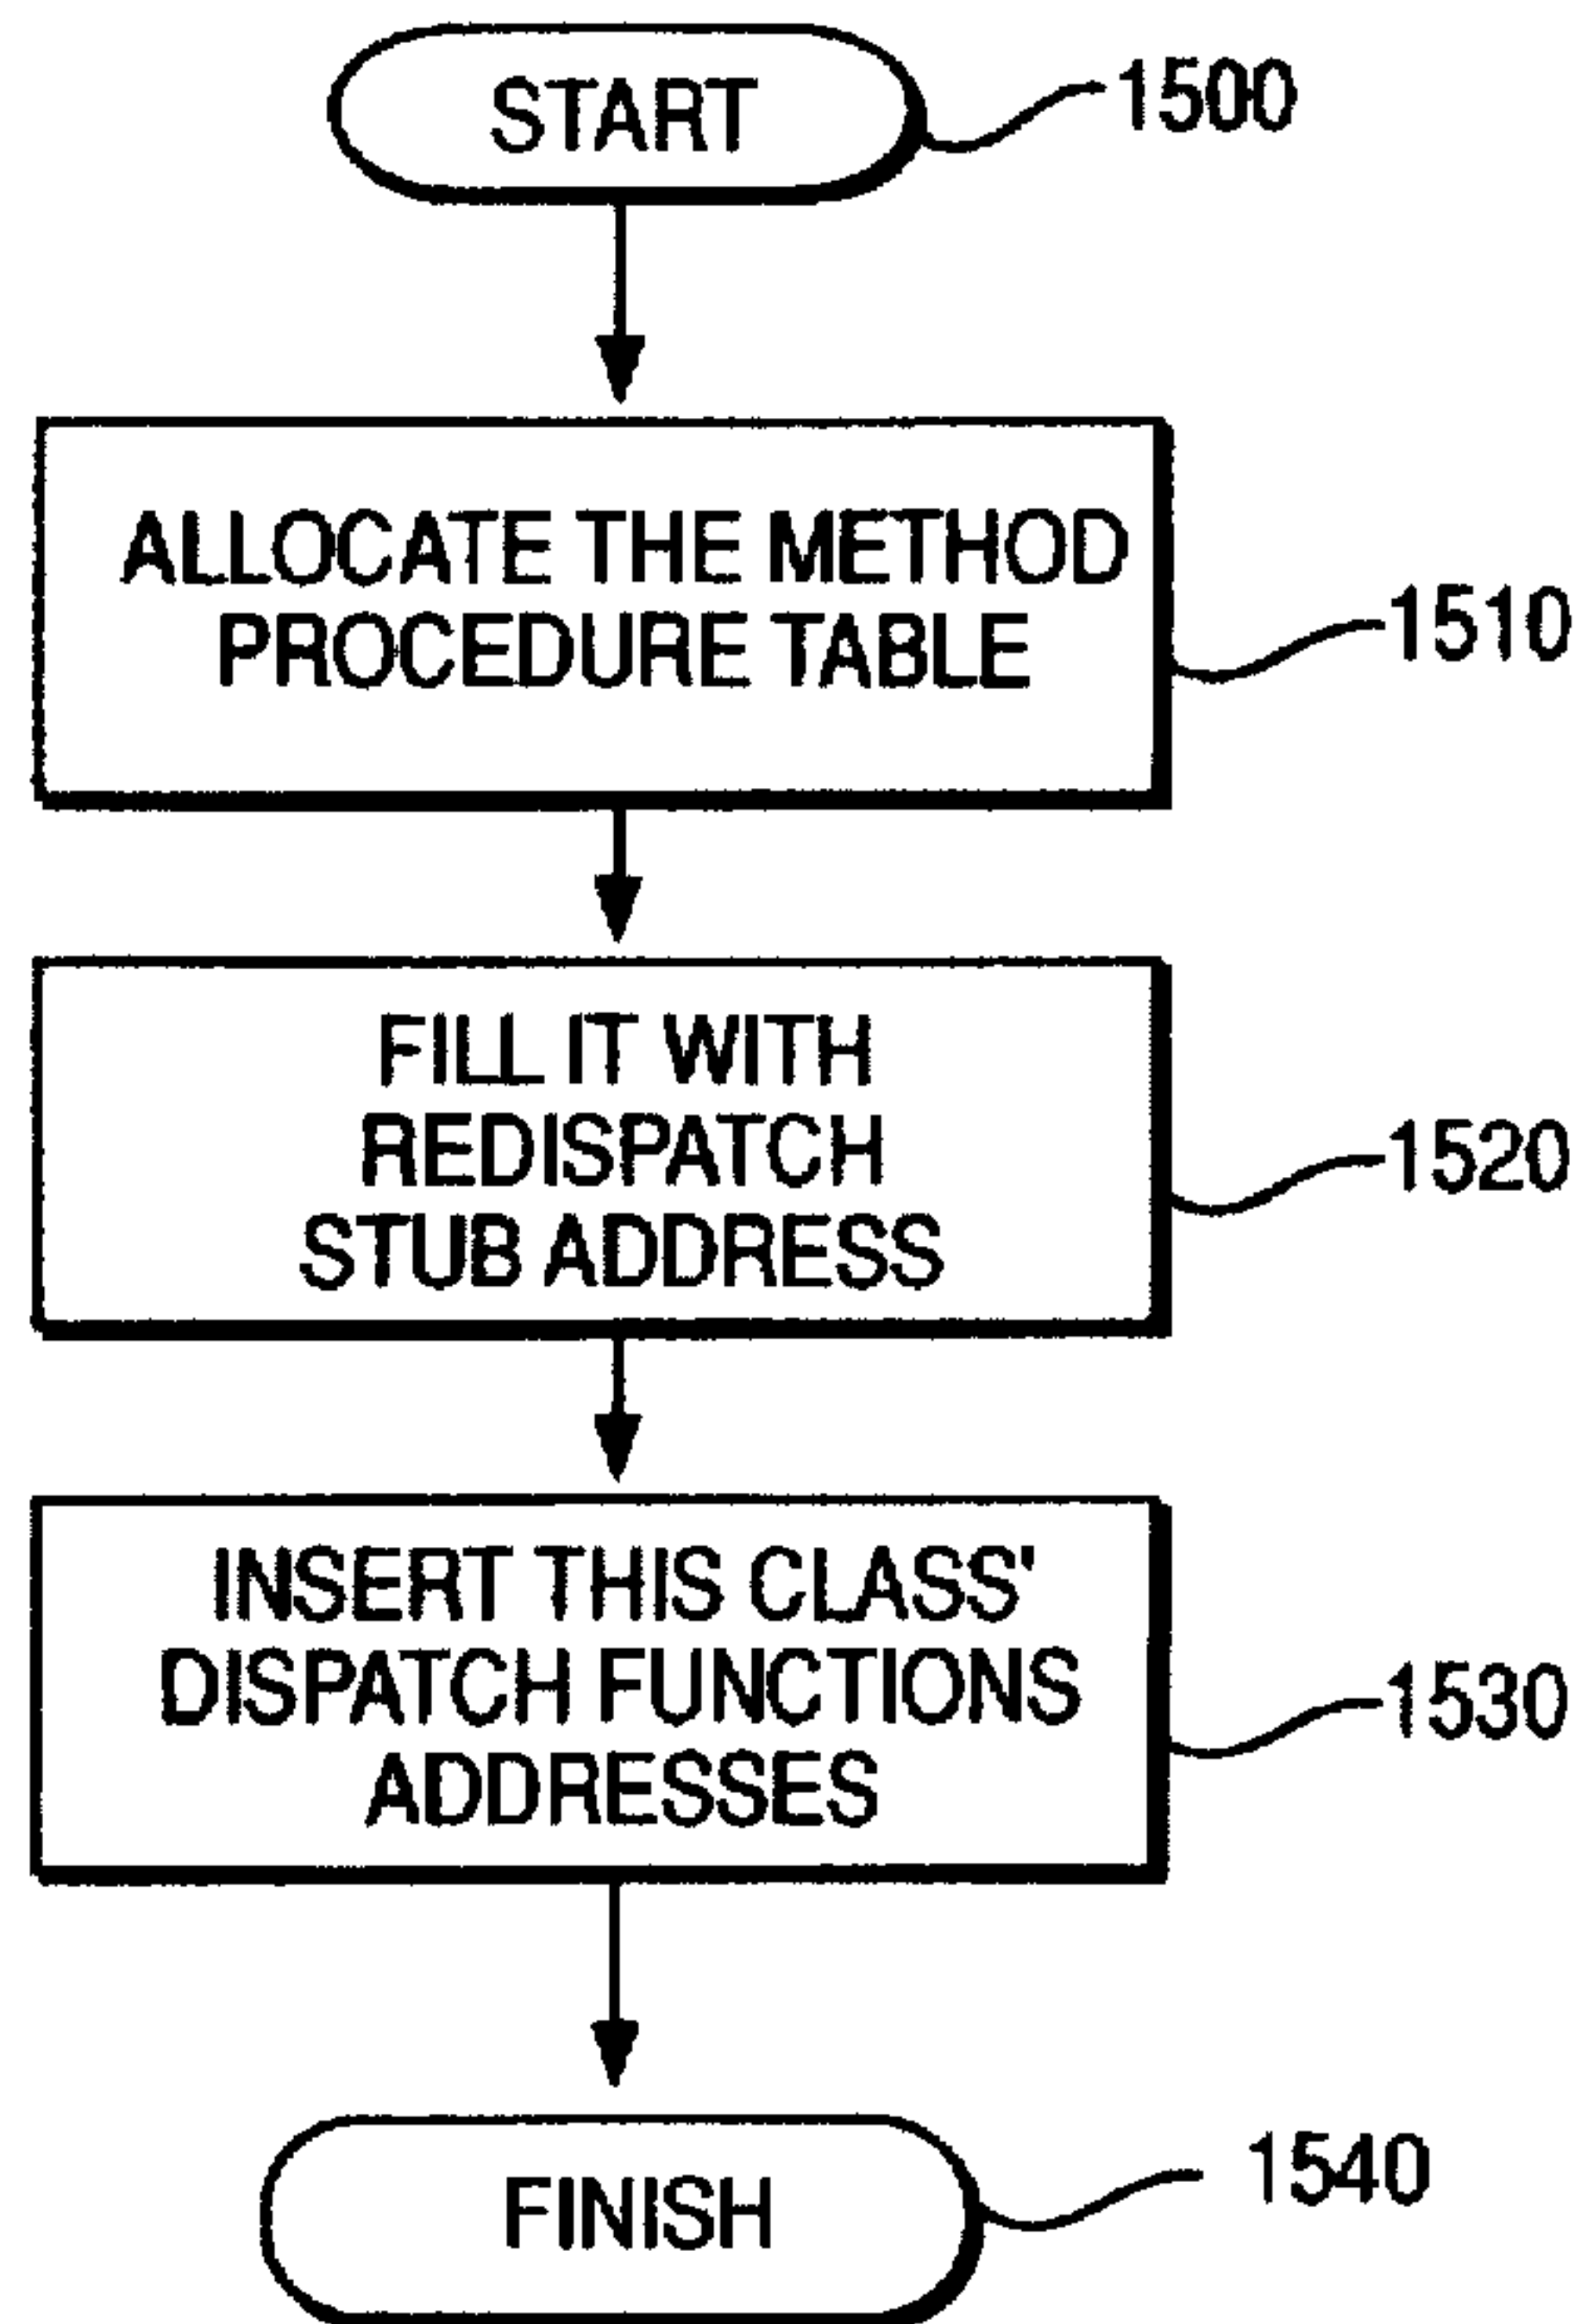 START
1500
ALLOCATE THE METHOD
PROCEDURE TABLE
1510
FILL IT WITH
REDISPATCH
STUB ADDRESS
1520
INSERT THIS CLASS'
DISPATCH FUNCTIONS
ADDRESSES
1530
FINISH
1540